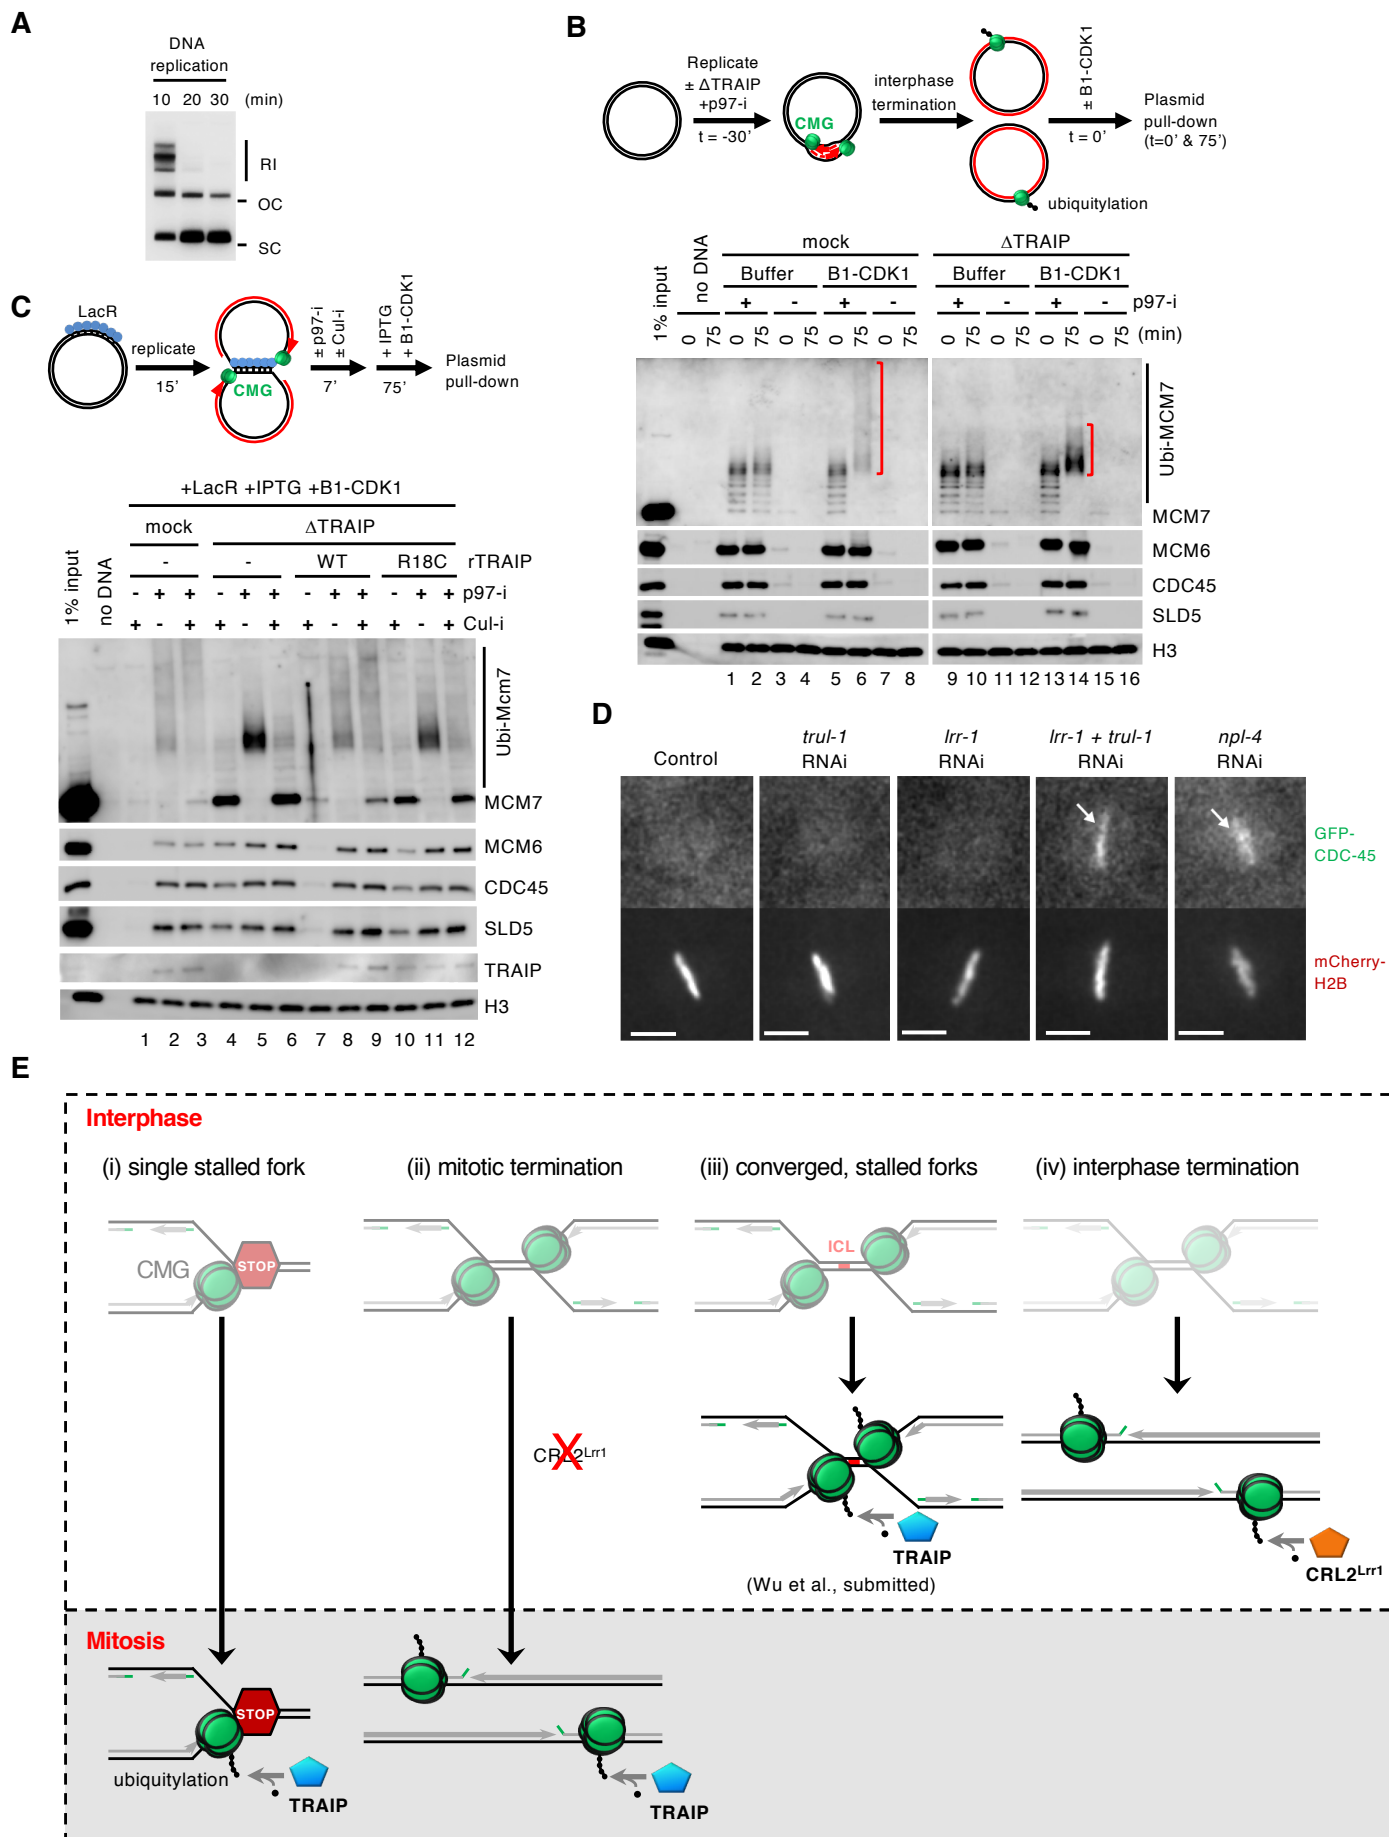 A
DNA
replication
10 20 30 (min)
RI
OC
SC
B
Replicate
± ΔTRAIP
+p97-i
t = -30'
CMG
interphase
termination
± B1-CDK1
t = 0'
Plasmid
pull-down
(t=0' & 75')
ubiquitylation
mock ΔTRAIP
1% input
no DNA
Buffer B1-CDK1 Buffer B1-CDK1
+ - + - + - + - p97-i
0 75 0 75 0 75 0 75 0 75 0 75 0 75 0 75 0 75 (min)
Ubi-MCM7
MCM7
MCM6
CDC45
SLD5
H3
1 2 3 4 5 6 7 8 9 10 11 12 13 14 15 16
C
LacR
replicate
15'
CMG
± p97-i
± Cul-i
7'
+ IPTG
+ B1-CDK1
75'
Plasmid
pull-down
+LacR +IPTG +B1-CDK1
mock ΔTRAIP
1% input
no DNA
- - WT R18C rTRAIP
- + + - + + - + + - + + p97-i
+ - + + - + + - + + - + Cul-i
Ubi-Mcm7
MCM7
MCM6
CDC45
SLD5
TRAIP
H3
1 2 3 4 5 6 7 8 9 10 11 12
D
Control
trul-1
RNAi
lrr-1
RNAi
lrr-1 + trul-1
RNAi
npl-4
RNAi
GFP-
CDC-45
mCherry-
H2B
E
Interphase
(i) single stalled fork
(ii) mitotic termination
(iii) converged, stalled forks
(iv) interphase termination
CMG
STOP
ICL
CRL2Lrr1
TRAIP
(Wu et al., submitted)
CRL2Lrr1
Mitosis
STOP
ubiquitylation
TRAIP
TRAIP